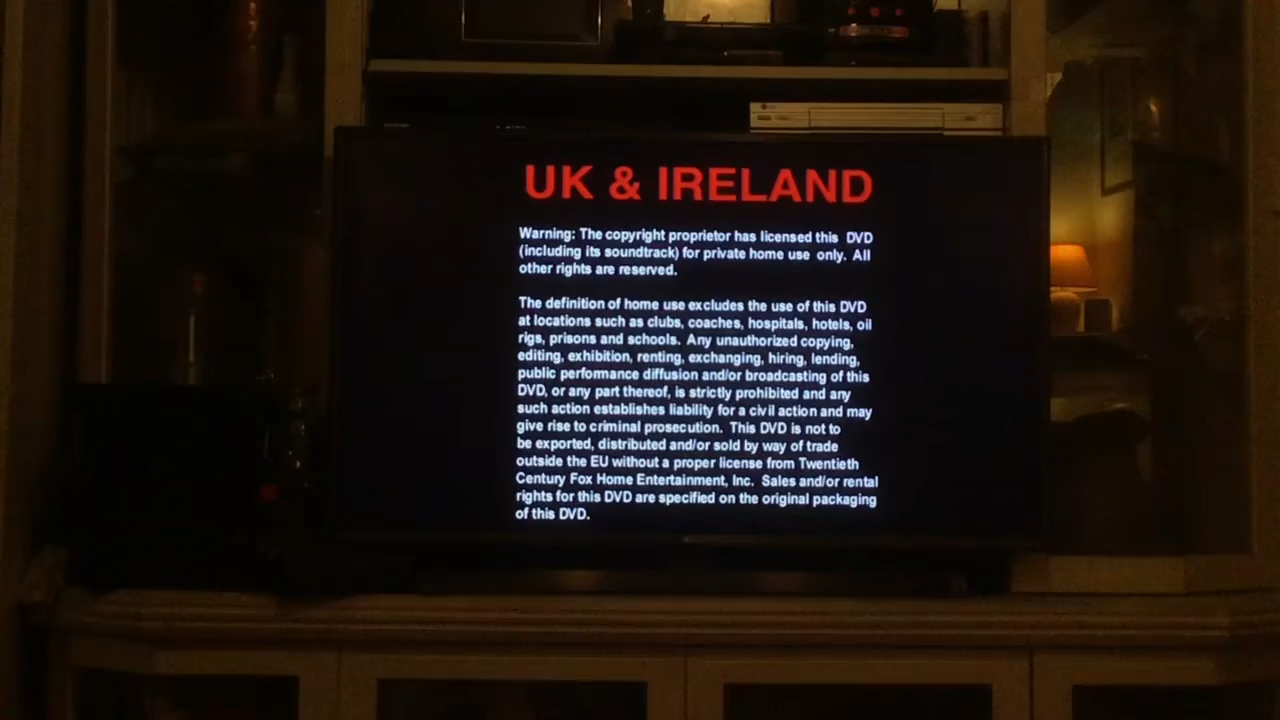 UK & IRELAND
Warning: The copyright proprietor has licensed this DVD
(including its soundtrack) for private home use only. All
other rights are reserved.
The definition of home use excludes the use of this DVD
at locations such as clubs, coaches, hospitals, hotels, oil
rigs, prisons and schools. Any unauthorized copying,
editing, exhibition, renting, exchanging, hiring, lending,
public performance diffusion and/or broadcasting of this
DVD, or any part thereof, is strictly prohibited and any
such action establishes liability for a civil action and may
give rise to criminal prosecution. This DVD is not to
be exported, distributed and/or sold by way of trade
outside the EU without a proper license from Twentieth
Century Fox Home Entertainment, Inc. Sales and/or rental
rights for this DVD are specified on the original packaging
of this DVD.